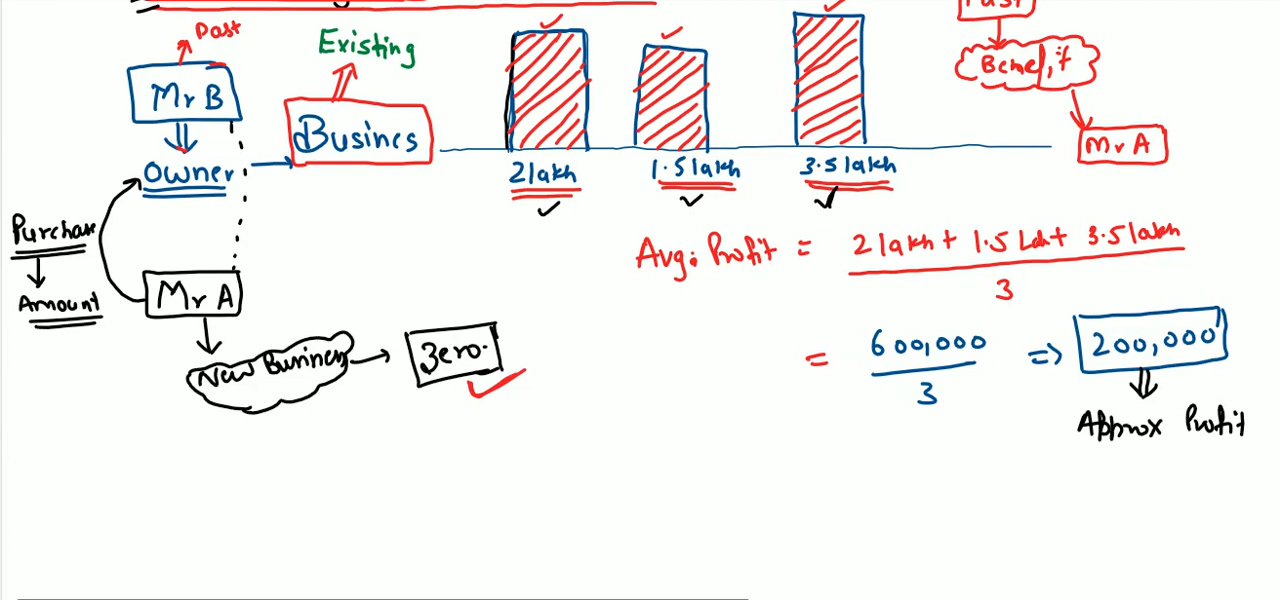 Past
Mr B
Owner
Purchase
Amount
Mr A
New Business
Zero.
Existing
Business
2 lakh
1.5 lakh
3.5 lakh
Benefit
Mr A
Avg. Profit = 2 lakh + 1.5 Lakh + 3.5 lakh
3
= 600,000 => 200,000
3
Approx Profit